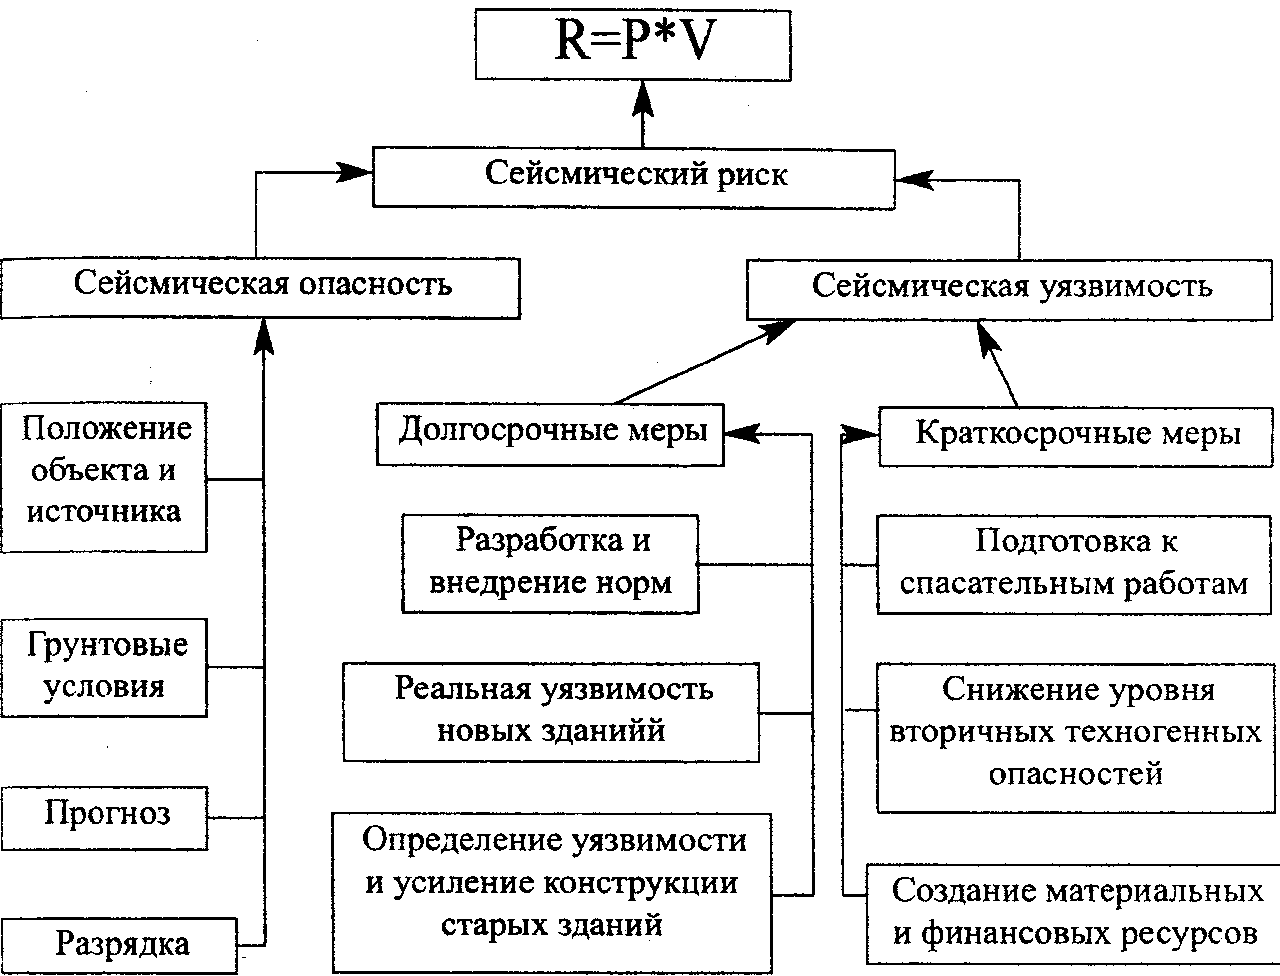 R=P*V
Сейсмический риск
Сейсмическая опасность
Сейсмическая уязвимость
Положение
объекта и
источника
Грунтовые
условия
Прогноз
Разрядка
Долгосрочные меры
Разработка и
внедрение норм
Реальная уязвимость
новых зданийй
Определение уязвимости
и усиление конструкции
старых зданий
Краткосрочные меры
Подготовка к
спасательным работам
Снижение уровня
вторичных техногенных
опасностей
Создание материальных
и финансовых ресурсов